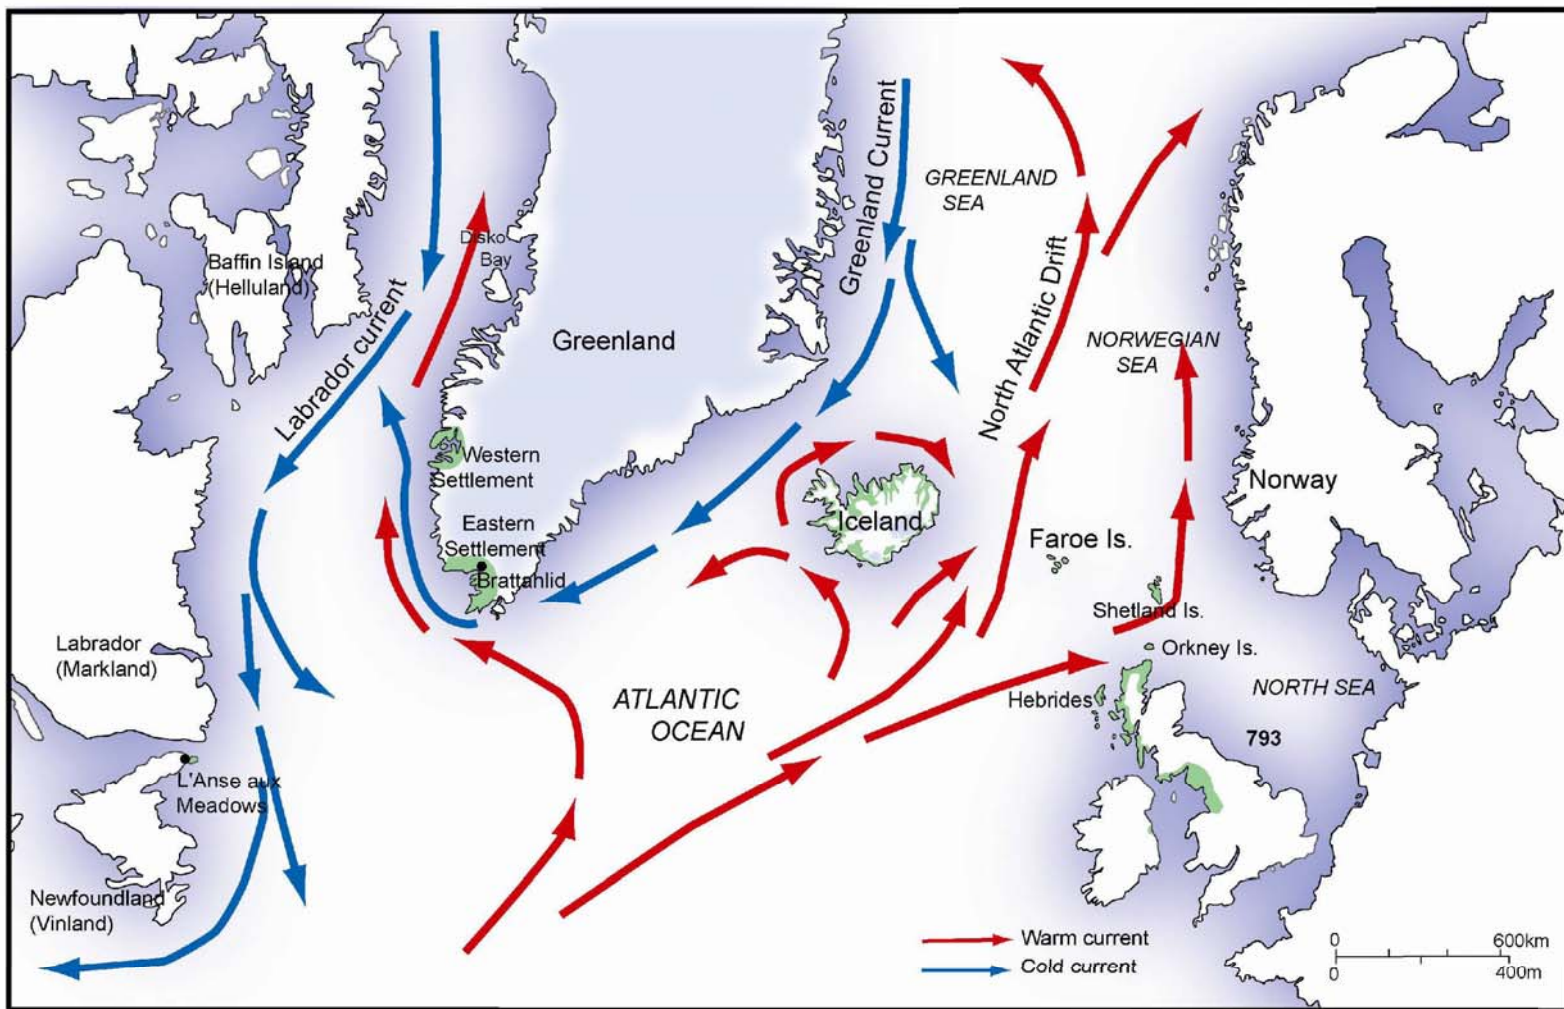 Greenland Current
GREENLAND
SEA
Disko
Bay
Baffin Island
(Helluland)
Labrador current
Greenland
North Atlantic Drift
NORWEGIAN
SEA
Western
Settlement
Eastern
Settlement
Brattahlid
Iceland
Norway
Faroe Is.
Shetland Is.
Orkney Is.
Labrador
(Markland)
ATLANTIC
OCEAN
Hebrides
NORTH SEA
793
L'Anse aux
Meadows
Newfoundland
(Vinland)
Warm current
Cold current
0 600km
0 400m